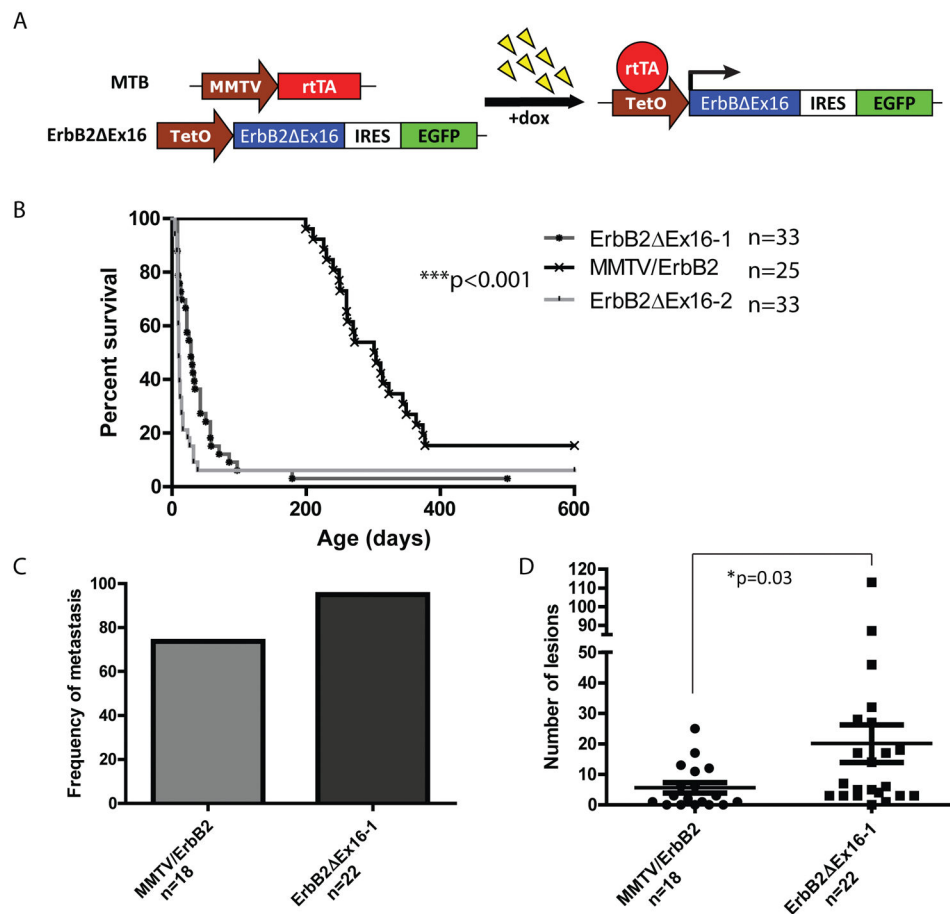 A
MTB
MMTV
rtTA
ErbB2ΔEx16
TetO
ErbB2ΔEx16
IRES
EGFP
+dox
rtTA
TetO
ErbBΔEx16
IRES
EGFP
B
100
80
60
40
20
0
Percent survival
0
200
400
600
Age (days)
***p<0.001
ErbB2ΔEx16-1 n=33
MMTV/ErbB2 n=25
ErbB2ΔEx16-2 n=33
C
100
80
60
40
20
0
Frequency of metastasis
MMTV/ErbB2
n=18
ErbB2ΔEx16-1
n=22
D
*p=0.03
120
110
100
90
80
50
40
30
20
10
0
Number of lesions
MMTV/ErbB2
n=18
ErbB2ΔEx16-1
n=22